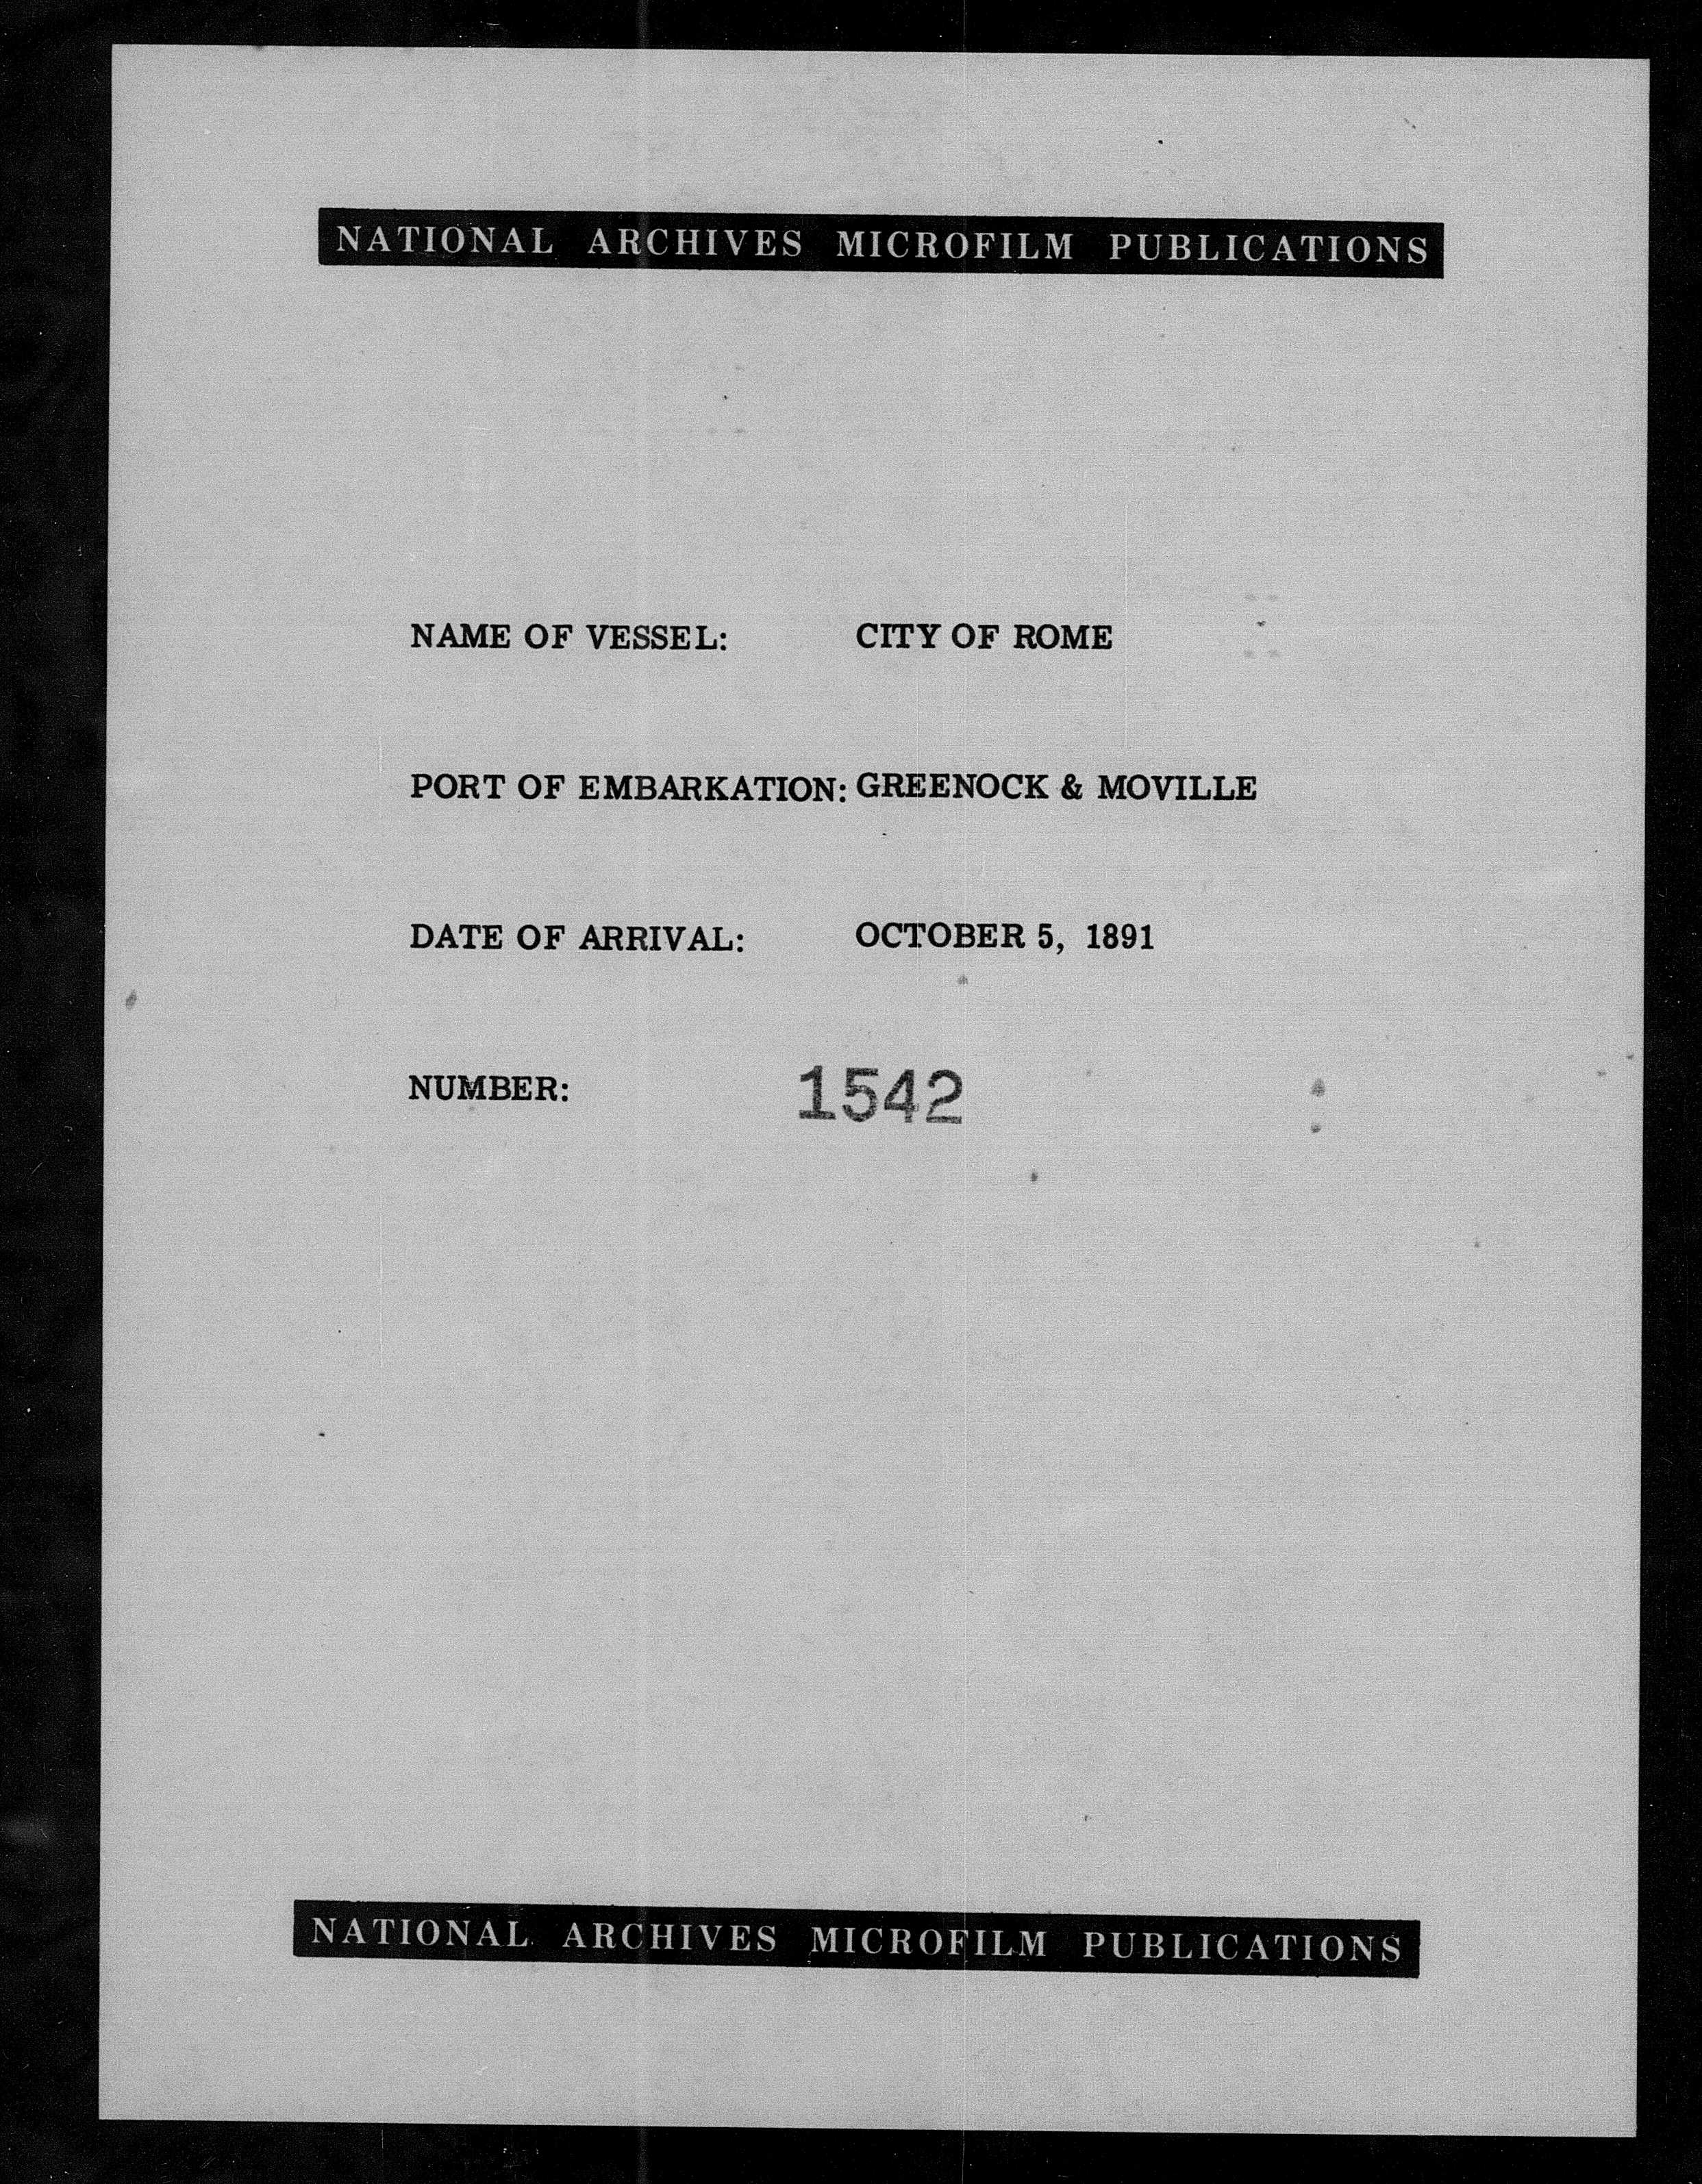 NATIONAL ARCHIVES MICROFILM PUBLICATIONS
NAME OF VESSEL: CITY OF ROME
PORT OF EMBARKATION: GREENOCK & MOVILLE
DATE OF ARRIVAL: OCTOBER 5, 1891
NUMBER: 1542
NATIONAL ARCHIVES MICROFILM PUBLICATIONS